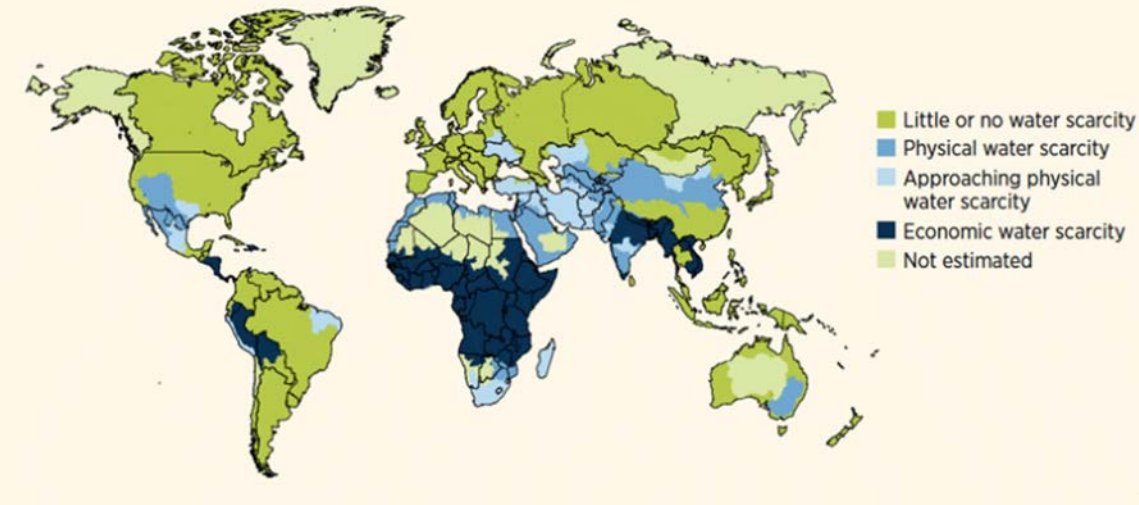 Little or no water scarcity
Physical water scarcity
Approaching physical
water scarcity
Economic water scarcity
Not estimated